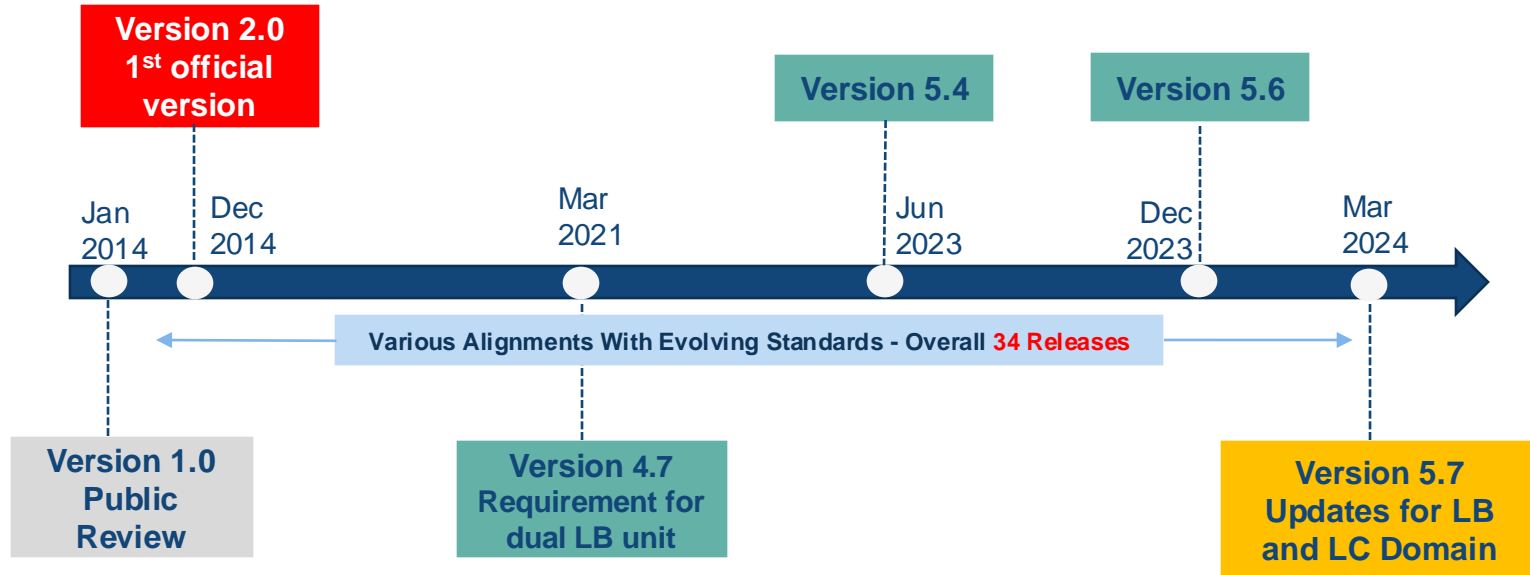 Version 2.0
1st official
version
Version 5.4
Version 5.6
Jan
2014
Dec
2014
Mar
2021
Jun
2023
Dec
2023
Mar
2024
Various Alignments With Evolving Standards - Overall 34 Releases
Version 1.0
Public
Review
Version 4.7
Requirement for
dual LB unit
Version 5.7
Updates for LB
and LC Domain